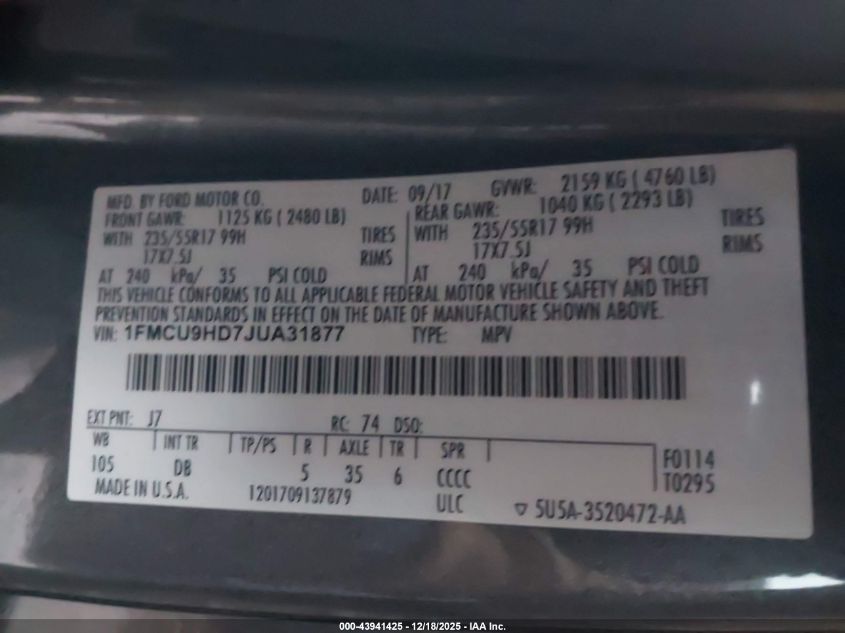 MFD. BY FORD MOTOR CO. DATE: 09/17 GVWR: 2159 KG ( 4760 LB)
FRONT GAWR: 1125 KG ( 2480 LB) REAR GAWR: 1040 KG ( 2293 LB)
WITH 235/55R17 99H TIRES WITH 235/55R17 99H TIRES
17X7.5J RIMS 17X7.5J RIMS
AT 240 kPa/ 35 PSI COLD AT 240 kPa/ 35 PSI COLD
THIS VEHICLE CONFORMS TO ALL APPLICABLE FEDERAL MOTOR VEHICLE SAFETY AND THEFT
PREVENTION STANDARDS IN EFFECT ON THE DATE OF MANUFACTURE SHOWN ABOVE.
VIN: 1FMCU9HD7JUA31877 TYPE: MPV
EXT PNT: J7 RC: 74 DSO:
WB INT TR TP/PS R AXLE TR SPR
105 DB 5 35 6 CCCC
F0114
T0295
MADE IN U.S.A. 1201709137879 ULC ▽ 5U5A-3520472-AA
000-43941425 - 12/18/2025 - IAA Inc.